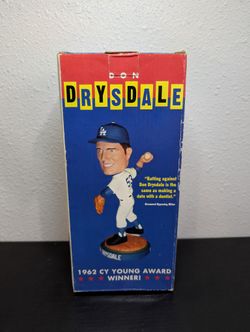 DON
DRYSDALE
LA
"Batting against
Don Drysdale is the
same as making a
date with a dentist."
DRYSDALE
1962 CY YOUNG AWARD
WINNER!